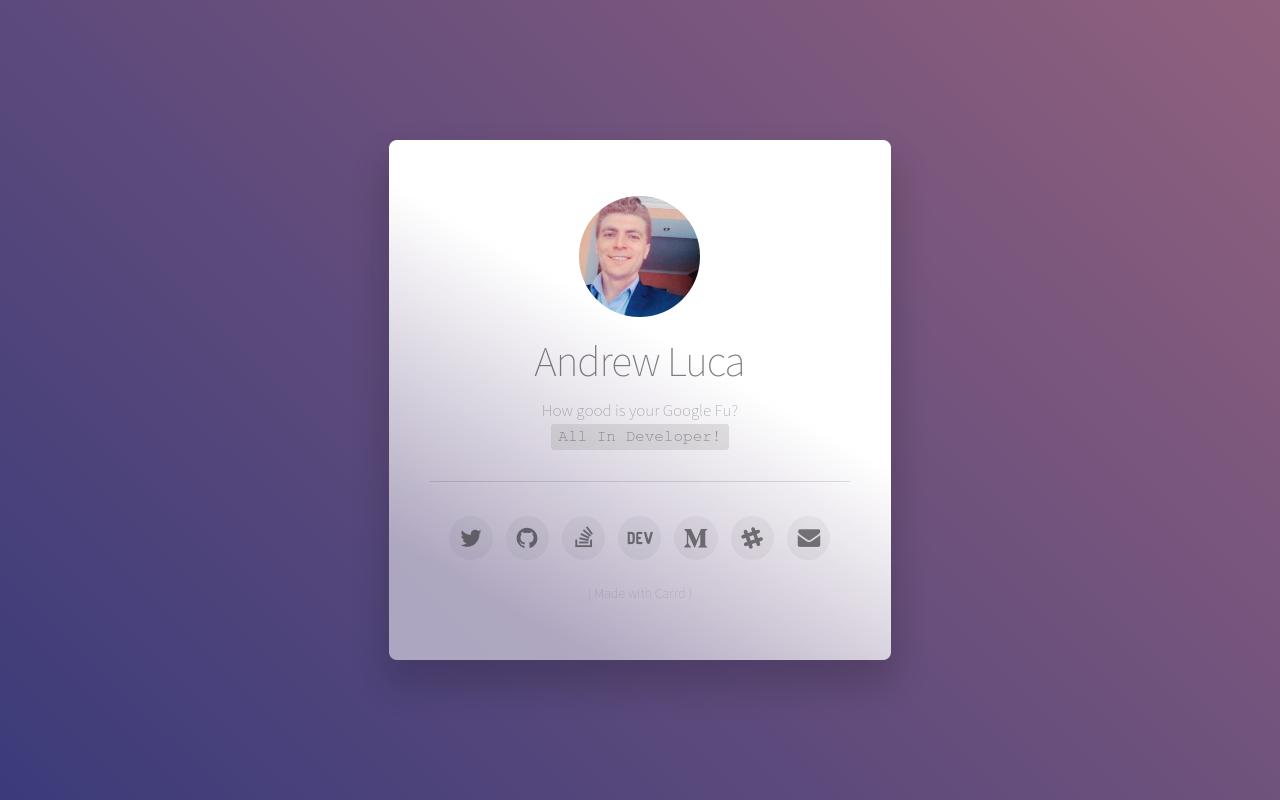 Andrew Luca
How good is your Google Fu?
All In Developer!
DEV
M
( Made with Carrd )